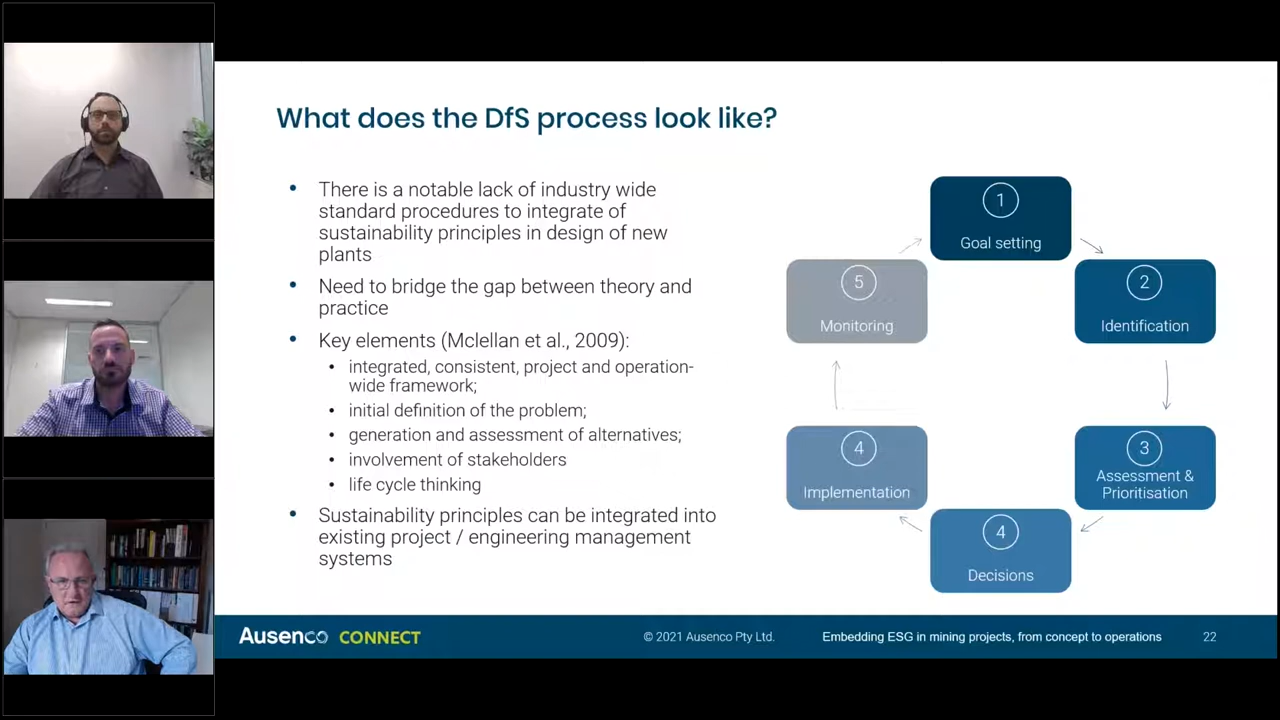 What does the DfS process look like?
• There is a notable lack of industry wide
standard procedures to integrate of
sustainability principles in design of new
plants
• Need to bridge the gap between theory and
practice
• Key elements (Mclellan et al., 2009):
• integrated, consistent, project and operation-
wide framework;
• initial definition of the problem;
• generation and assessment of alternatives;
• involvement of stakeholders
• life cycle thinking
• Sustainability principles can be integrated into
existing project / engineering management
systems
1
Goal setting
2
Identification
3
Assessment &
Prioritisation
4
Decisions
4
Implementation
5
Monitoring
Ausenco CONNECT
© 2021 Ausenco Pty Ltd.
Embedding ESG in mining projects, from concept to operations
22